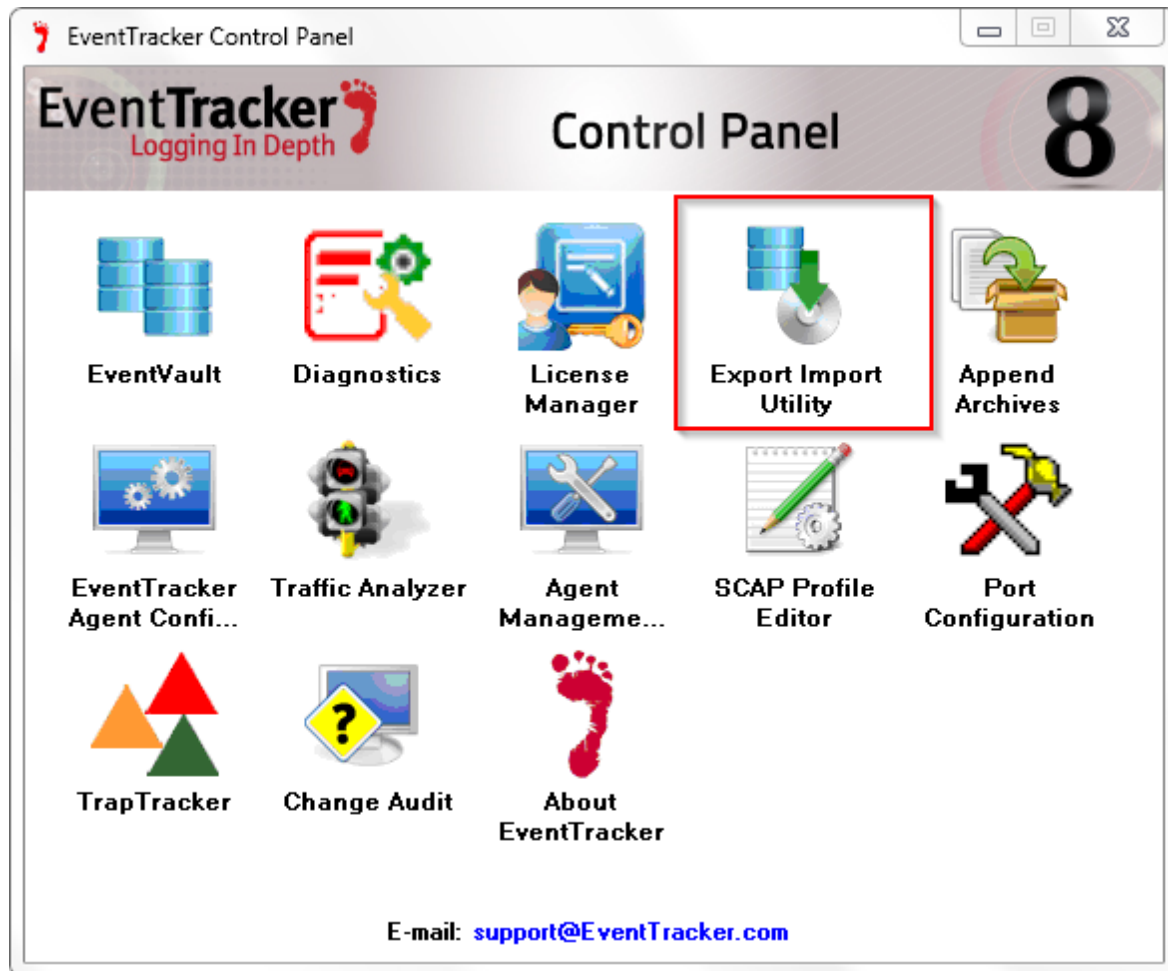 EventTracker Control Panel
EventTracker
Logging In Depth
Control Panel
8
EventVault
Diagnostics
License
Manager
Export Import
Utility
Append
Archives
EventTracker
Agent Confi...
Traffic Analyzer
Agent
Manageme...
SCAP Profile
Editor
Port
Configuration
TrapTracker
?
Change Audit
About
EventTracker
E-mail: support@EventTracker.com